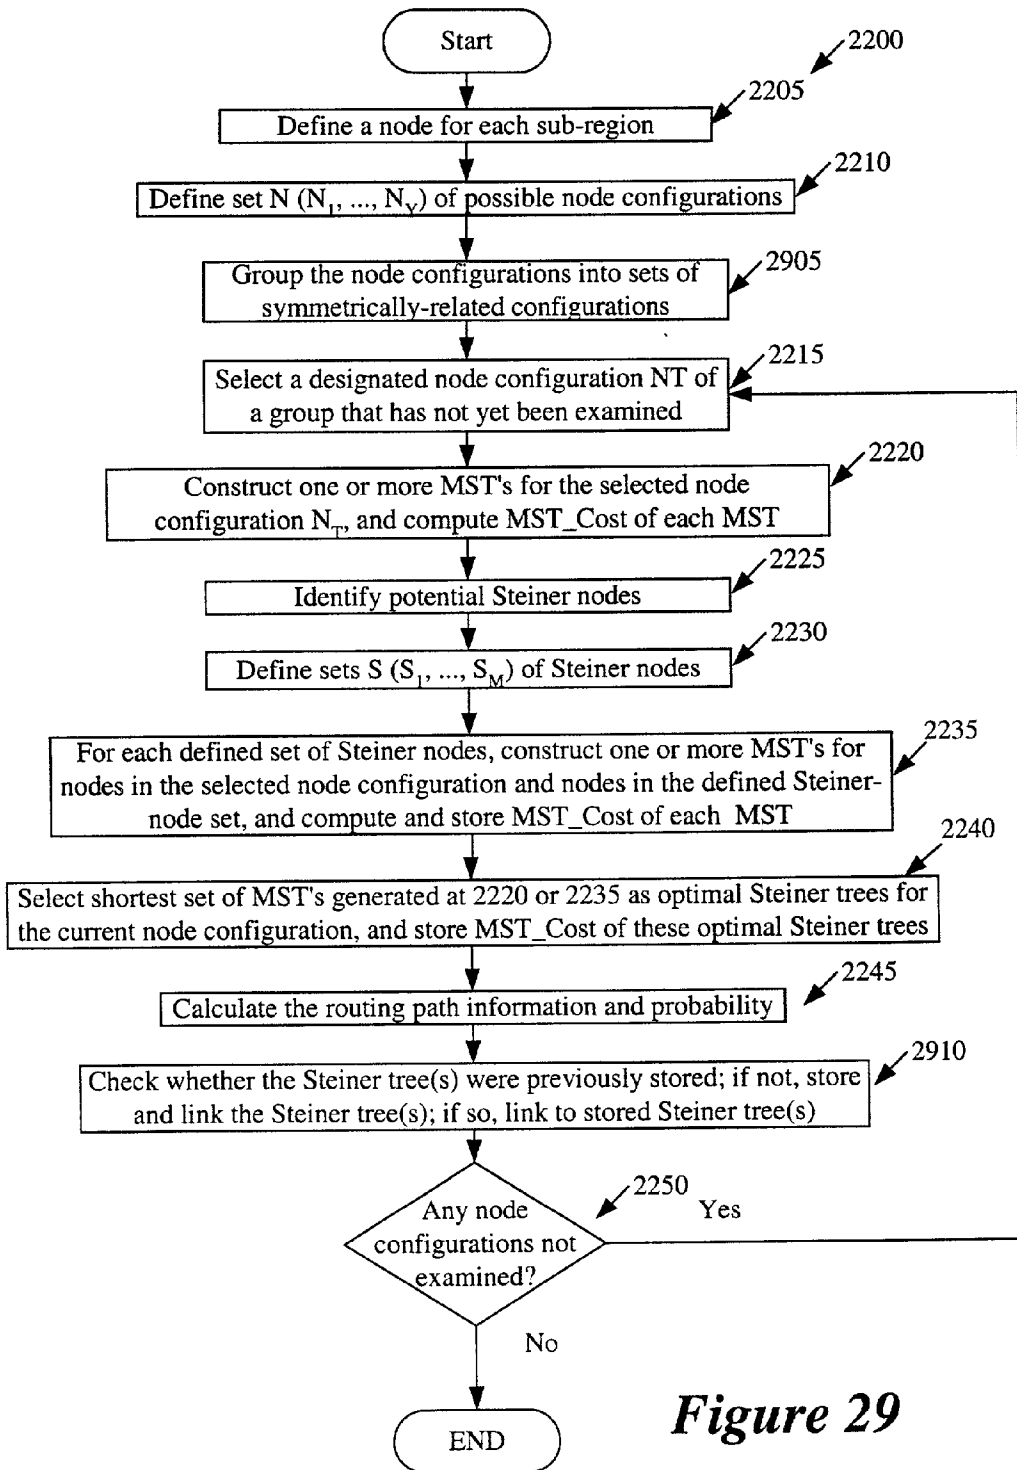 Start
2200
2205
Define a node for each sub-region
2210
Define set N (N1, ..., NY) of possible node configurations
2905
Group the node configurations into sets of
symmetrically-related configurations
2215
Select a designated node configuration NT of
a group that has not yet been examined
2220
Construct one or more MST's for the selected node
configuration NT, and compute MST_Cost of each MST
2225
Identify potential Steiner nodes
2230
Define sets S (S1, ..., SM) of Steiner nodes
2235
For each defined set of Steiner nodes, construct one or more MST's for
nodes in the selected node configuration and nodes in the defined Steiner-
node set, and compute and store MST_Cost of each MST
2240
Select shortest set of MST's generated at 2220 or 2235 as optimal Steiner trees for
the current node configuration, and store MST_Cost of these optimal Steiner trees
2245
Calculate the routing path information and probability
2910
Check whether the Steiner tree(s) were previously stored; if not, store
and link the Steiner tree(s); if so, link to stored Steiner tree(s)
2250
Yes
Any node
configurations not
examined?
No
END
Figure 29